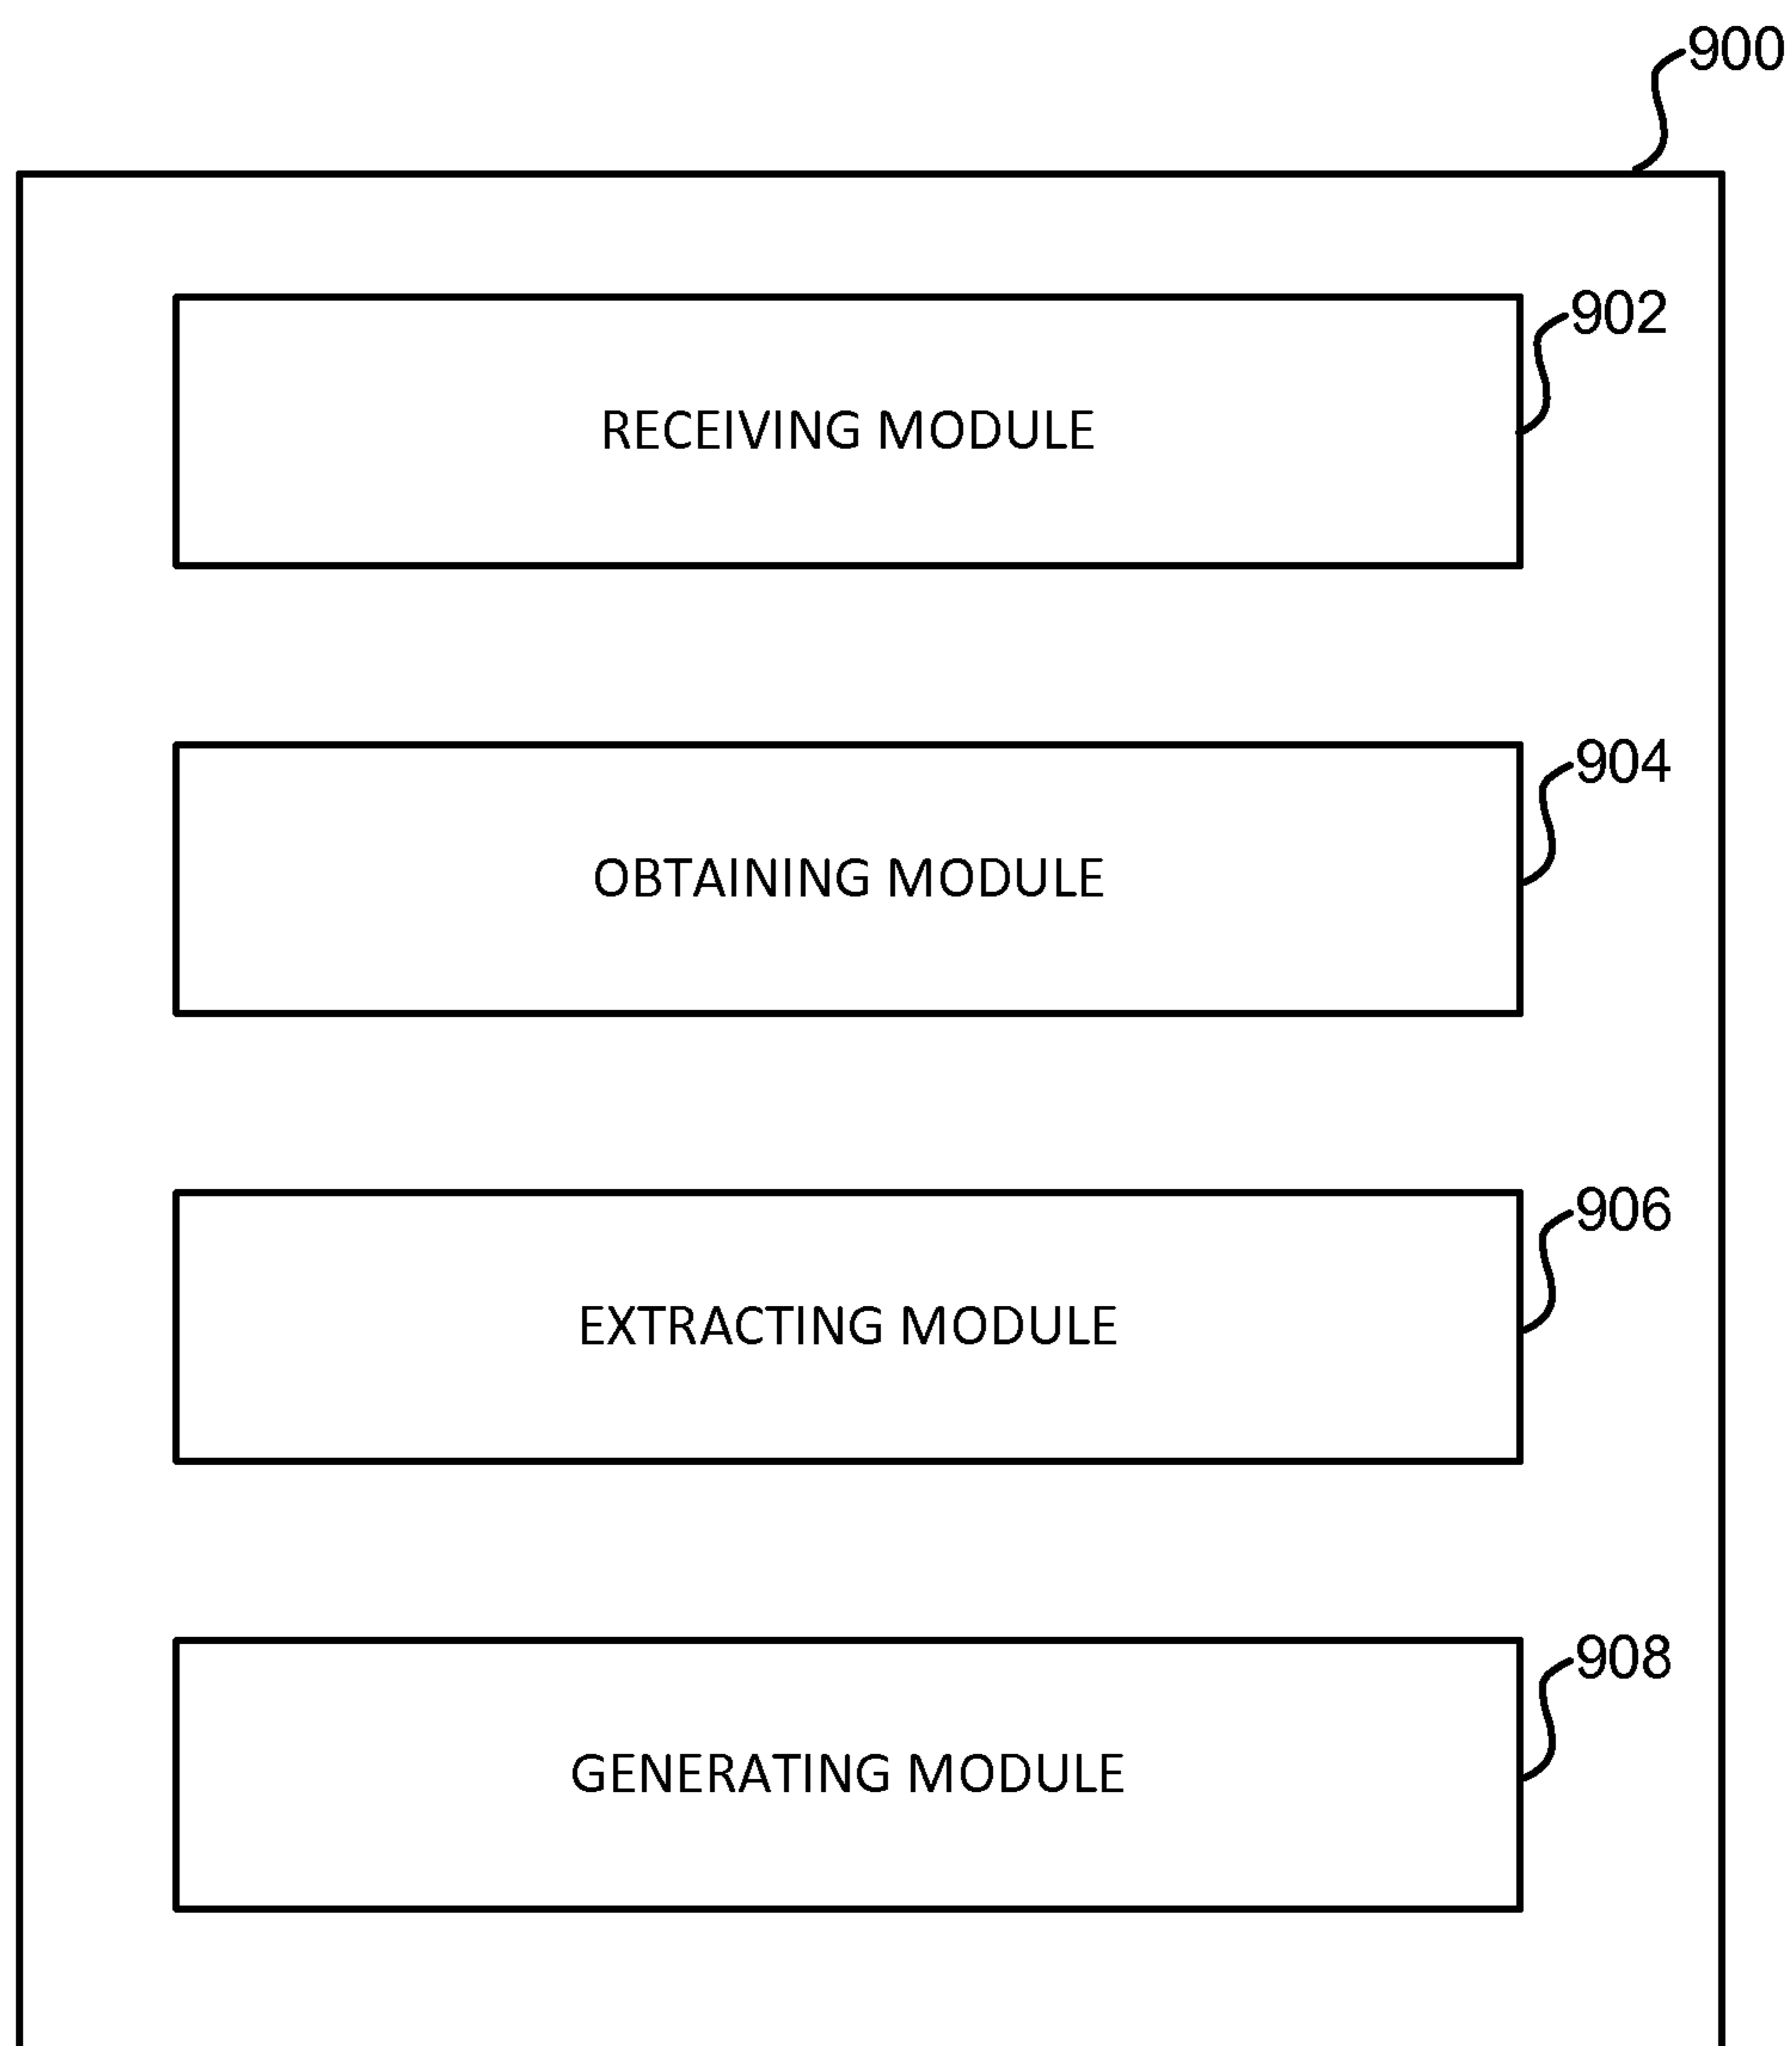 900
902
RECEIVING MODULE
904
OBTAINING MODULE
906
EXTRACTING MODULE
908
GENERATING MODULE